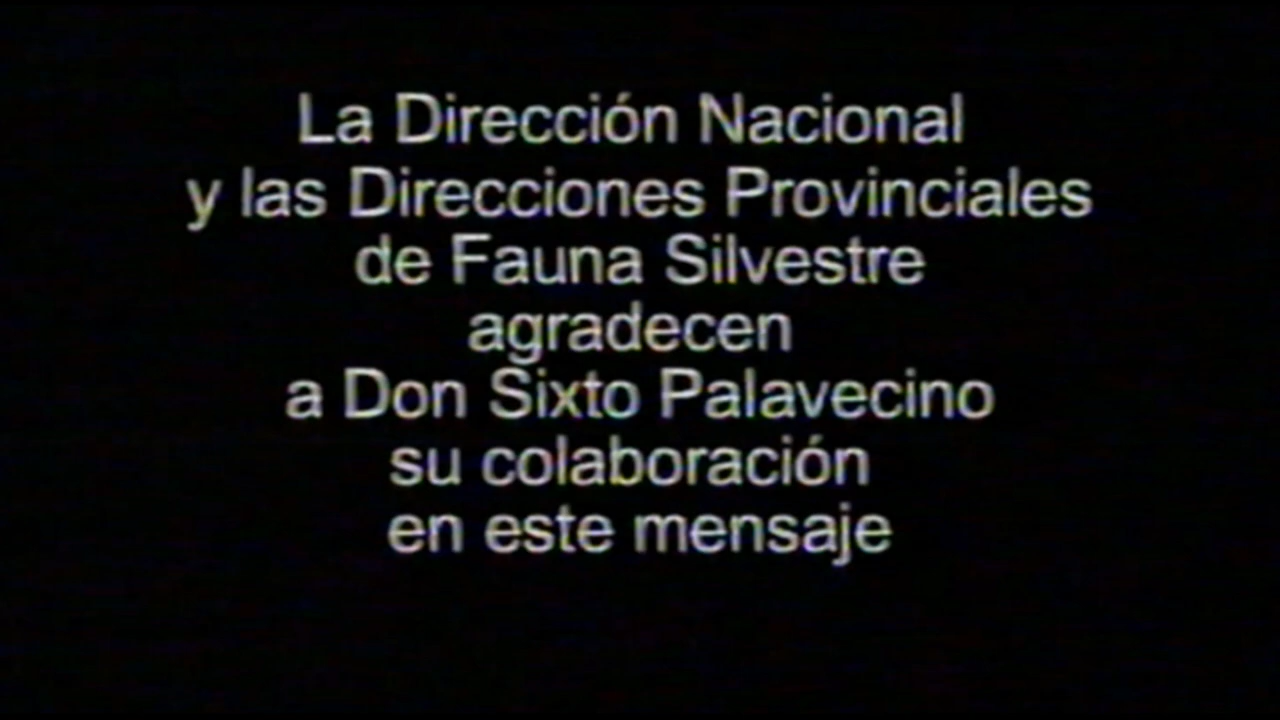 La Dirección Nacional
y las Direcciones Provinciales
de Fauna Silvestre
agradecen
a Don Sixto Palavecino
su colaboración
en este mensaje